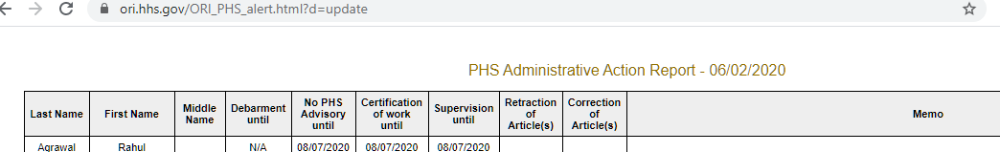 ori.hhs.gov/ORI_PHS_alert.html?d=update
PHS Administrative Action Report - 06/02/2020
Last Name First Name Middle Name Debarment until No PHS Advisory until Certification of work until Supervision until Retraction of Article(s) Correction of Article(s) Memo
Agrawal Rahul N/A 08/07/2020 08/07/2020 08/07/2020